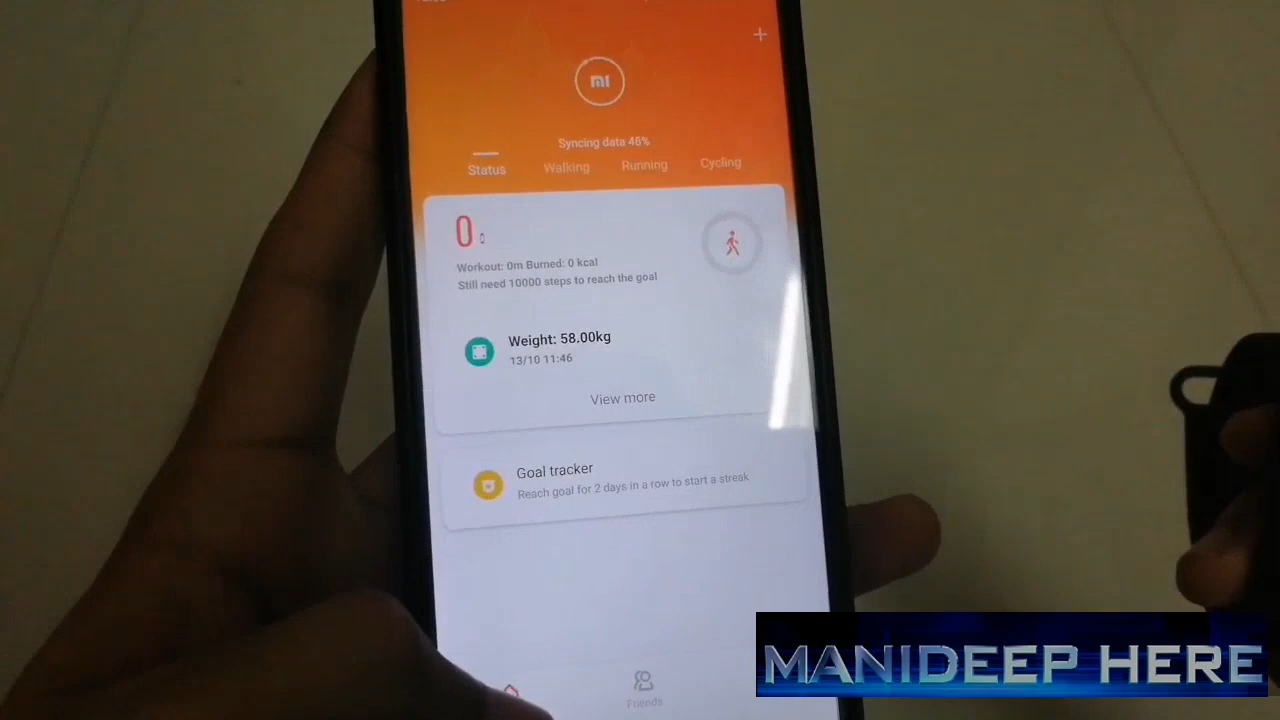 mi
Syncing data 46%
Status Walking Running Cycling
0
Workout: 0m Burned: 0 kcal
Still need 10000 steps to reach the goal
Weight: 58.00kg
13/10 11:46
View more
Goal tracker
Reach goal for 2 days in a row to start a streak
Friends
MANIDEEP HERE